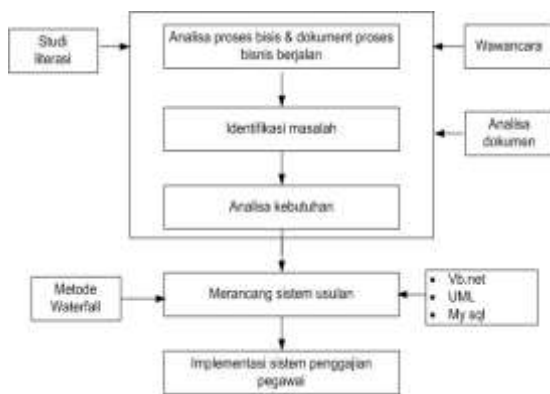 Studi
literasi
Analisa proses bisis & dokument proses
bisnis berjalan
Wawancara
Identifikasi masalah
Analisa
dokumen
Analisa kebutuhan
Metode
Waterfall
Merancang sistem usulan
• Vb.net
• UML
• My sql
Implementasi sistem penggajian
pegawai